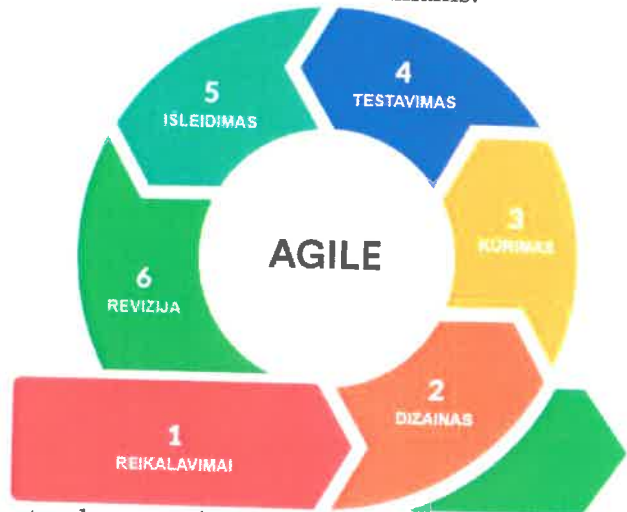 AGILE
1
REIKALAVIMAI
2
DIZAINAS
3
KŪRIMAS
4
TESTAVIMAS
5
IŠLEIDIMAS
6
REVIZIJA